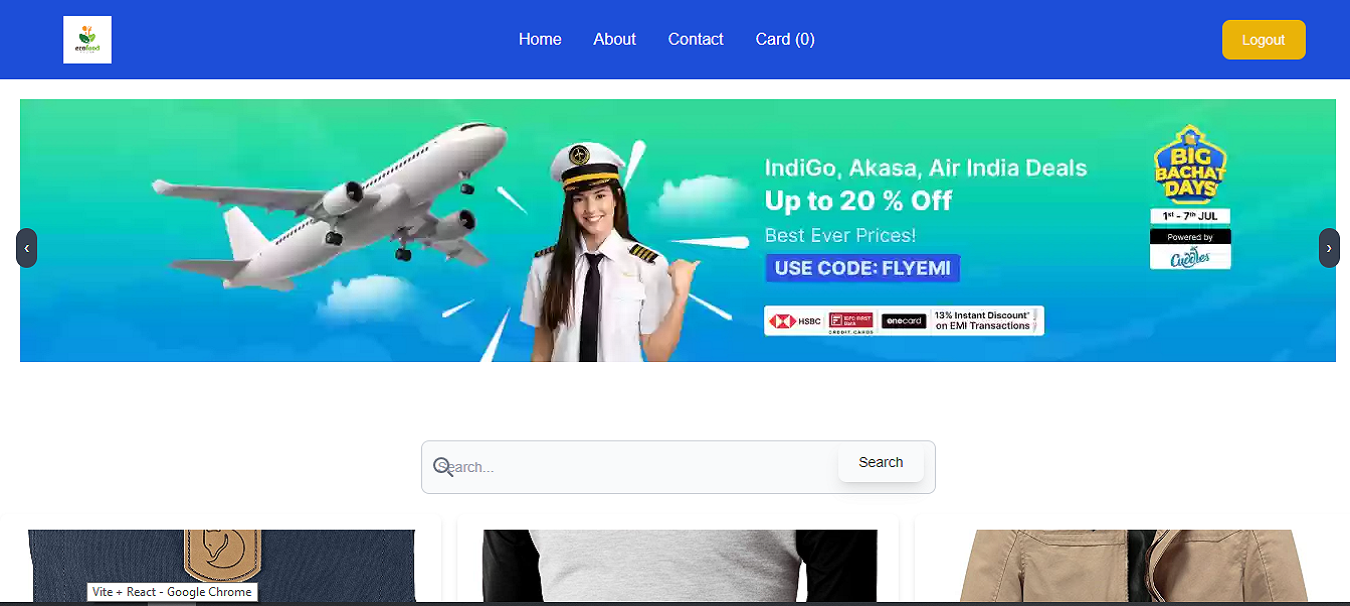 ecofood
Home
About
Contact
Card (0)
Logout
IndiGo, Akasa, Air India Deals
Up to 20 % Off
Best Ever Prices!
USE CODE: FLYEMI
HSBC
CREDIT CARDS
onecard
13% Instant Discount*
on EMI Transactions
BIG
BACHAT
DAYS
1st - 7th JUL
Powered by
Cuddles
‹
›
Search...
Search
Vite + React - Google Chrome